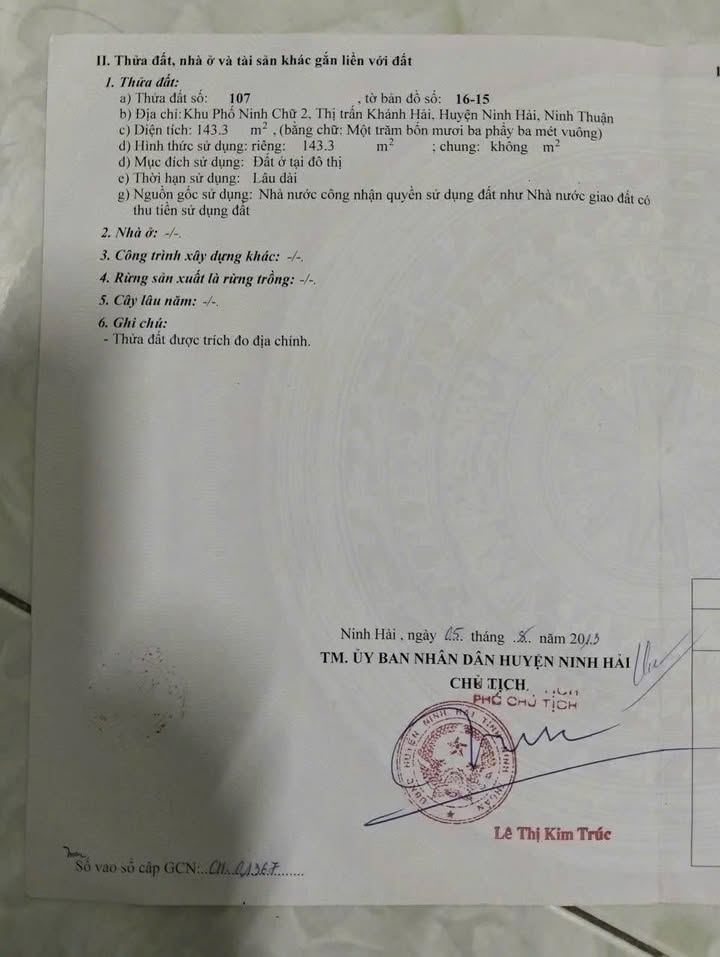 II. Thửa đất, nhà ở và tài sản khác gắn liền với đất
1. Thửa đất:
a) Thửa đất số: 107 , tờ bản đồ số: 16-15
b) Địa chỉ: Khu Phố Ninh Chữ 2, Thị trấn Khánh Hải, Huyện Ninh Hải, Ninh Thuận
c) Diện tích: 143.3 m2 , (bằng chữ: Một trăm bốn mươi ba phẩy ba mét vuông)
d) Hình thức sử dụng: riêng: 143.3 m2 ; chung: không m2
đ) Mục đích sử dụng: Đất ở tại đô thị
e) Thời hạn sử dụng: Lâu dài
g) Nguồn gốc sử dụng: Nhà nước công nhận quyền sử dụng đất như Nhà nước giao đất có
thu tiền sử dụng đất
2. Nhà ở: -/-.
3. Công trình xây dựng khác: -/-.
4. Rừng sản xuất là rừng trồng: -/-.
5. Cây lâu năm: -/-.
6. Ghi chú:
- Thửa đất được trích đo địa chính.
Ninh Hải , ngày 05 tháng 8 năm 2013
TM. ỦY BAN NHÂN DÂN HUYỆN NINH HẢI
CHỦ TỊCH
PHÓ CHỦ TỊCH
Lê Thị Kim Trúc
Số vào sổ cấp GCN: CH 01367